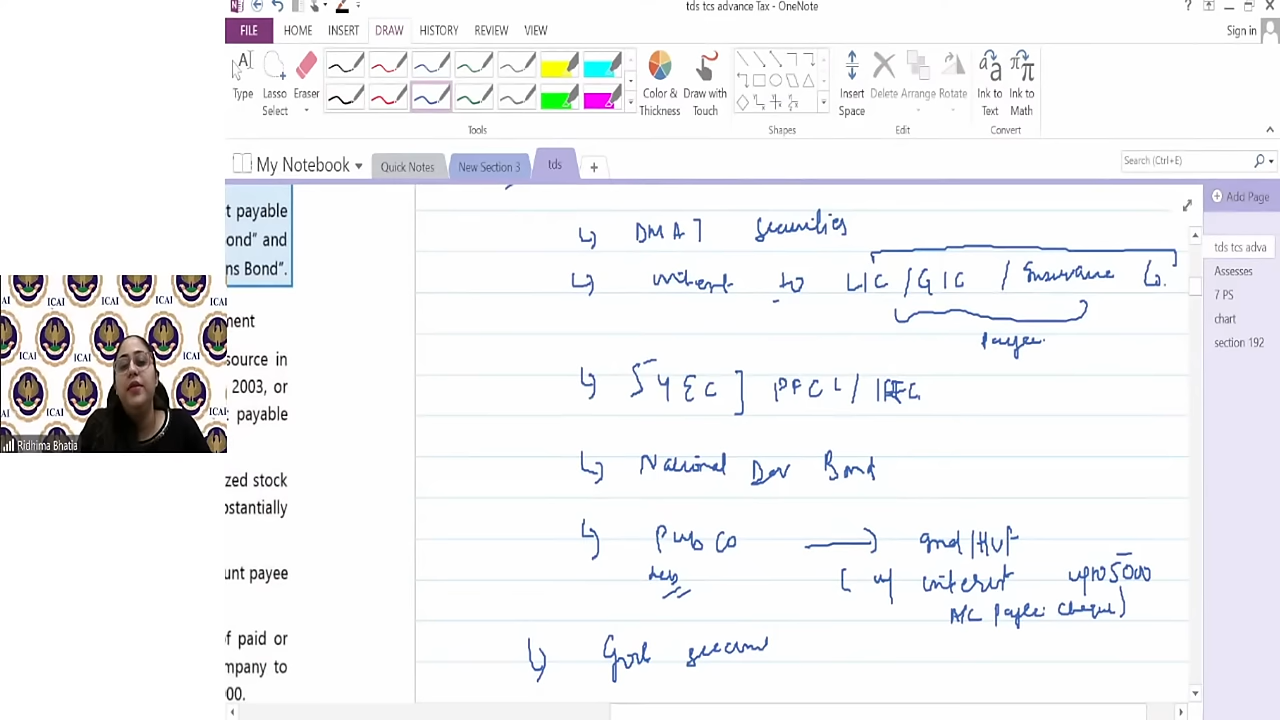 tds tcs advance Tax - OneNote
?
Sign in
FILE HOME INSERT DRAW HISTORY REVIEW VIEW
Type
Lasso Select
Eraser
Color & Thickness
Draw with Touch
Insert Space
Delete
Arrange
Rotate
Ink to Text
Ink to Math
Tools
Shapes
Edit
Convert
My Notebook
Quick Notes
New Section 3
tds
+
Search (Ctrl+E)
Add Page
tds tcs adva
Assesses
7 PS
chart
section 192
t payable
ond" and
ns Bond".
ment
source in
2003, or
payable
zed stock
ostantially
unt payee
f paid or
mpany to
00.
ICAI
Ridhima Bhatia
DMAT securities
interest to LIC / GIC / Insurance Co.
Payee
54EC ] PFCL /
National Dev Bond
Pub Co → Ind/HUF
deb
interest upto 5000
A/C payee cheque)
Govt